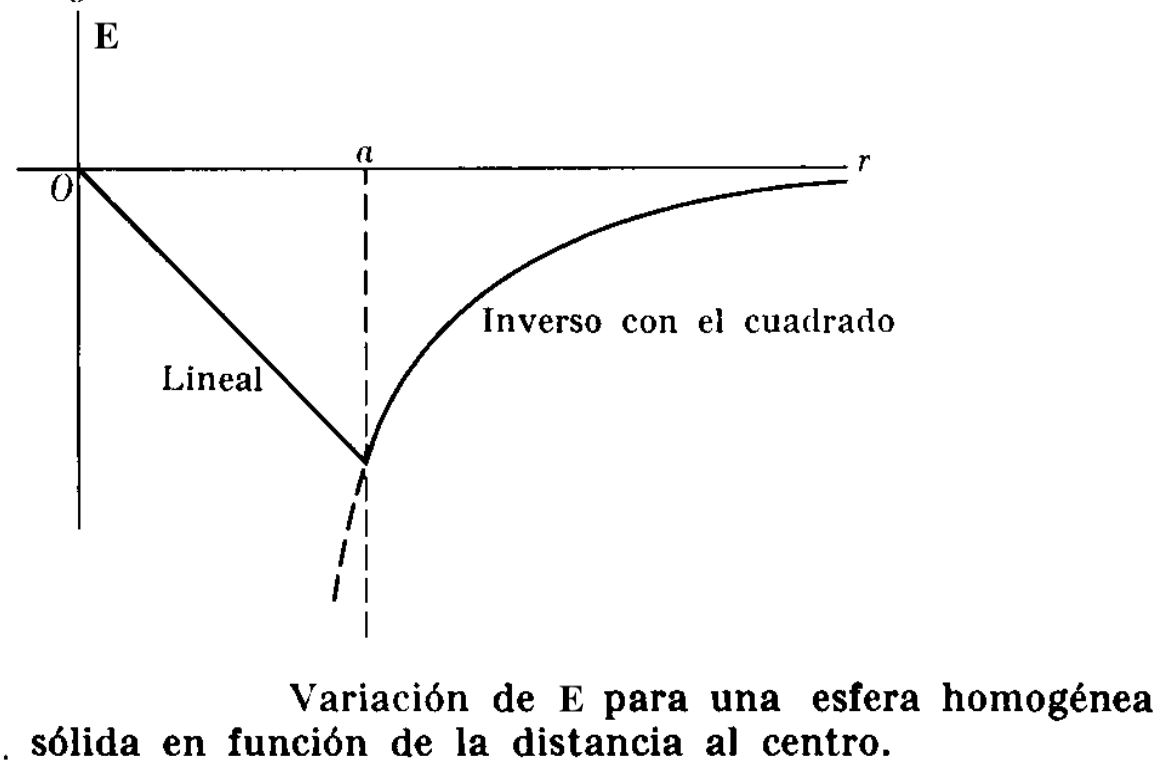 E
a
r
O
Inverso con el cuadrado
Lineal
Variación de E para una esfera homogénea
. sólida en función de la distancia al centro.